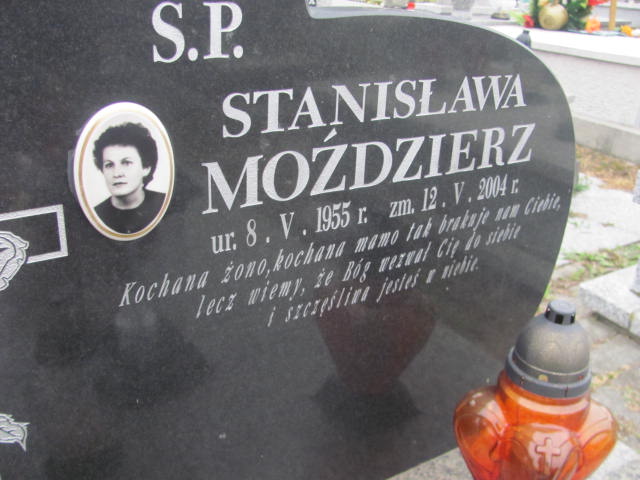 S.P.
STANISŁAWA
MOŹDZIERZ
ur. 8 . V . 1955 r. zm. 12 . V . 2004 r.
Kochana żono, kochana mamo tak brakuje nam Ciebie,
lecz wiemy, że Bóg wezwał Cię do siebie
i szczęśliwa jesteś w niebie.